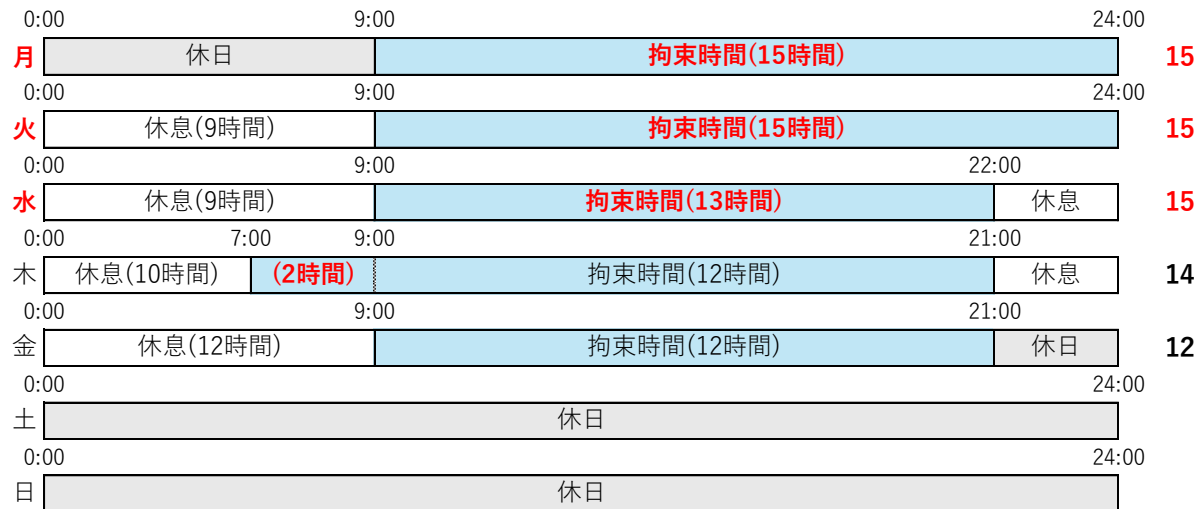 0:00 9:00 24:00
月 休日 拘束時間(15時間) 15
0:00 9:00 24:00
火 休息(9時間) 拘束時間(15時間) 15
0:00 9:00 22:00
水 休息(9時間) 拘束時間(13時間) 休息 15
0:00 7:00 9:00 21:00
木 休息(10時間) (2時間) 拘束時間(12時間) 休息 14
0:00 9:00 21:00
金 休息(12時間) 拘束時間(12時間) 休日 12
0:00 24:00
土 休日
0:00 24:00
日 休日